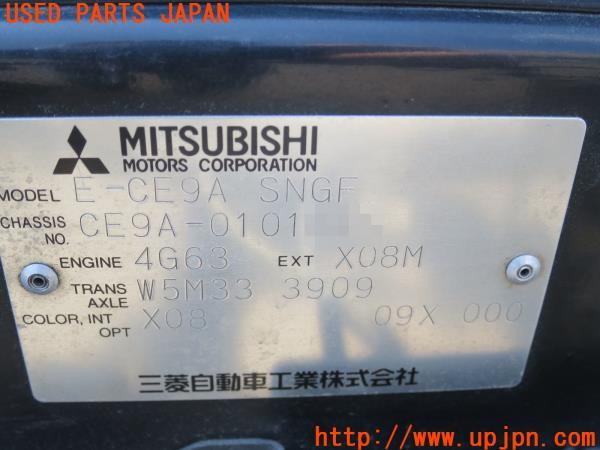 USED PARTS JAPAN
MITSUBISHI
MOTORS CORPORATION
MODEL E-CE9A SNGF
CHASSIS NO. CE9A-0101
ENGINE 4G63 EXT X08M
TRANS AXLE W5M33 3909
COLOR, INT OPT X08 09X 000
三菱自動車工業株式会社
http://www.upjpn.com/